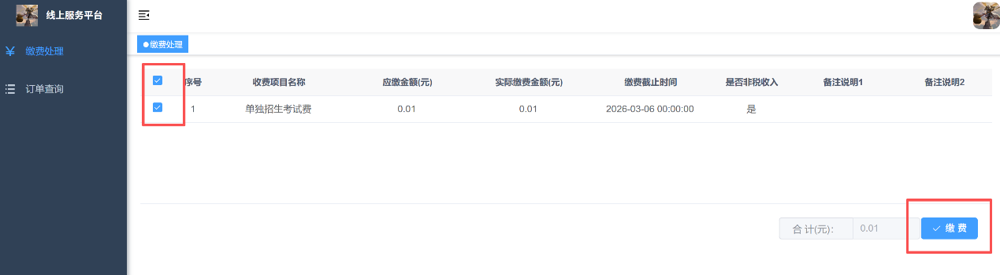 线上服务平台
缴费处理
订单查询
缴费处理
序号 收费项目名称 应缴金额(元) 实际缴费金额(元) 缴费截止时间 是否非税收入 备注说明1 备注说明2
1 单独招生考试费 0.01 0.01 2026-03-06 00:00:00 是
合 计(元): 0.01 缴 费